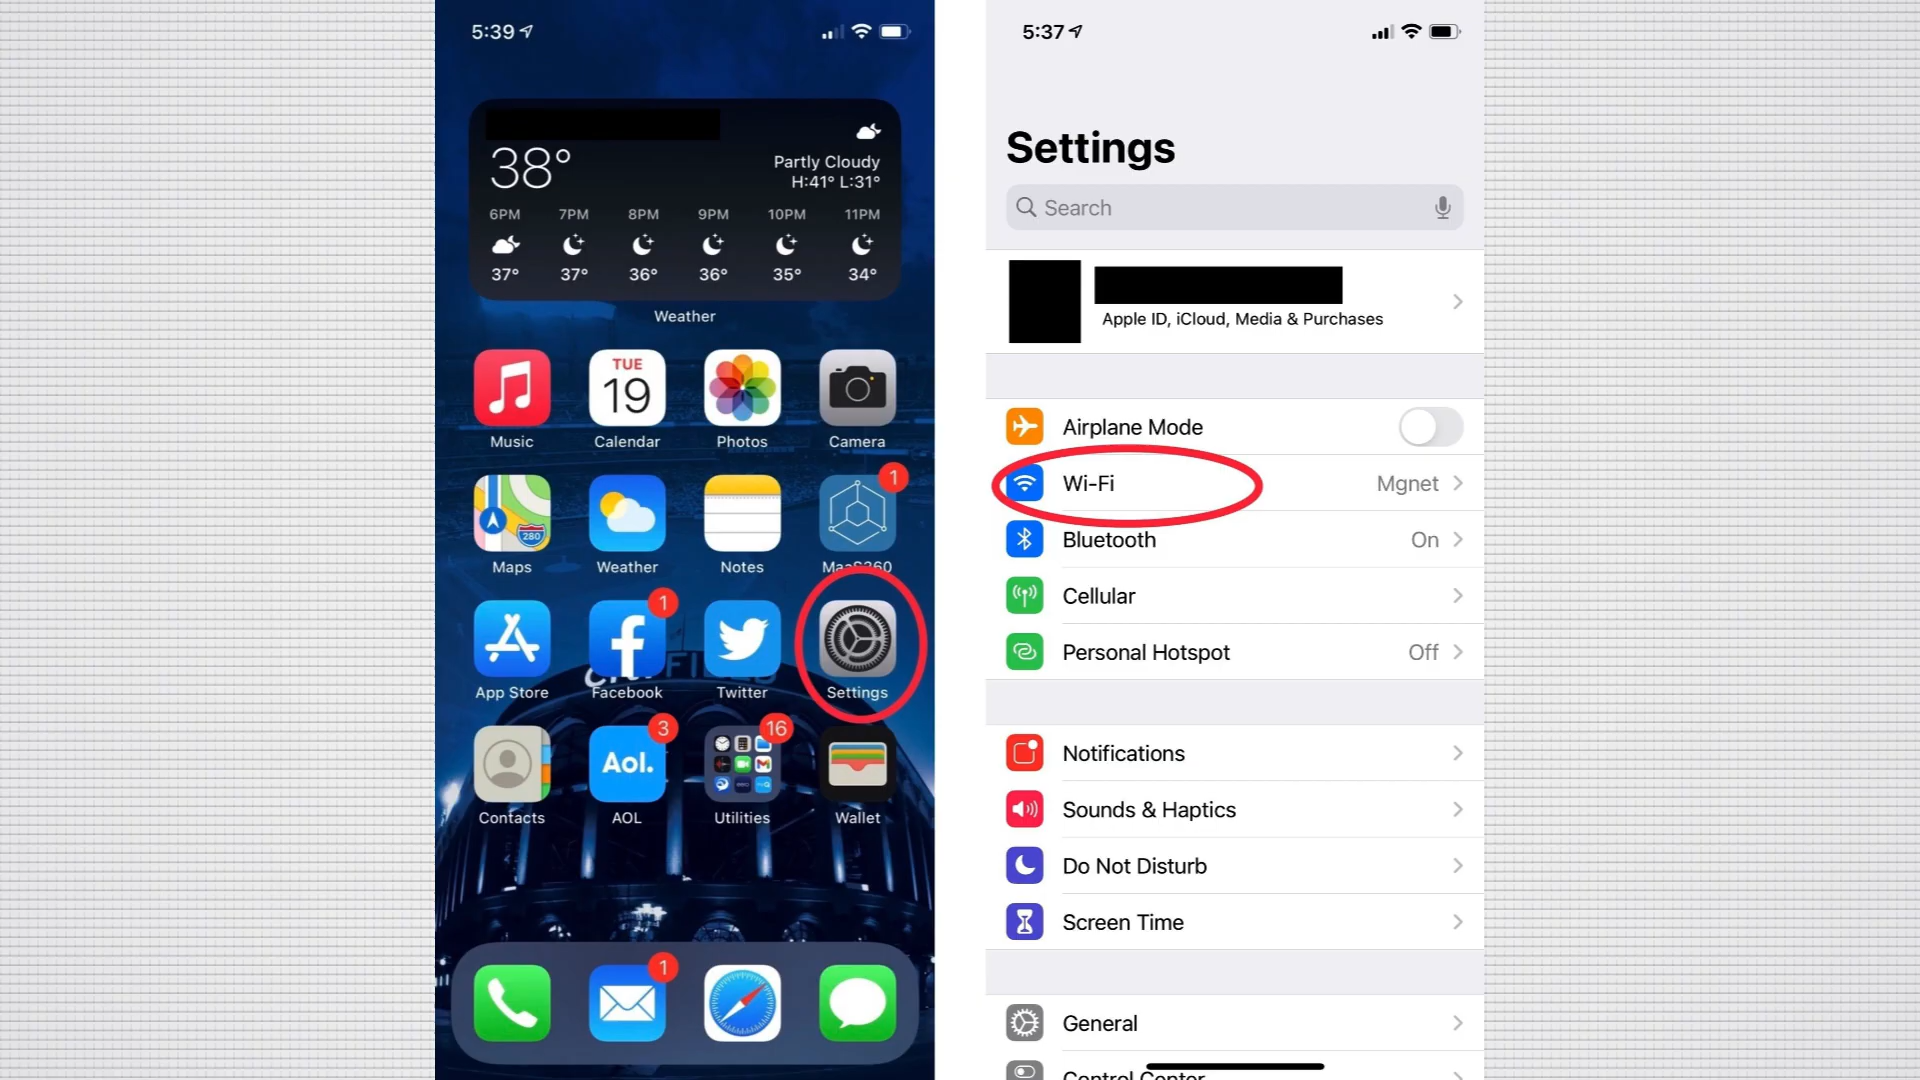 5:39
38°
Partly Cloudy
H:41° L:31°
6PM 7PM 8PM 9PM 10PM 11PM
37° 37° 36° 36° 35° 34°
Weather
TUE
19
Music Calendar Photos Camera
1
280
Maps Weather Notes MaaS360
1
App Store Facebook Twitter Settings
3 16
Aol.
Contacts AOL Utilities Wallet
1
5:37
Settings
Search
Apple ID, iCloud, Media & Purchases
Airplane Mode
Wi-Fi Mgnet
Bluetooth On
Cellular
Personal Hotspot Off
Notifications
Sounds & Haptics
Do Not Disturb
Screen Time
General
Control Center